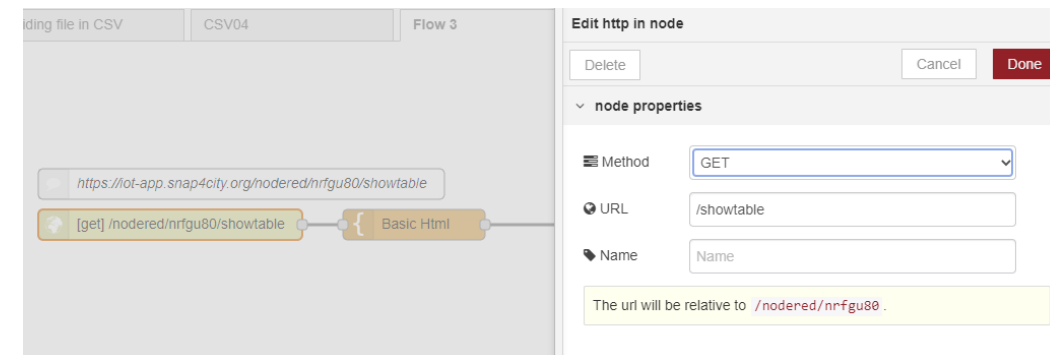 iding file in CSV
CSV04
Flow 3
https://iot-app.snap4city.org/nodered/nrfgu80/showtable
[get] /nodered/nrfgu80/showtable
{ Basic Html
Edit http in node
Delete
Cancel
Done
node properties
Method
GET
URL
/showtable
Name
Name
The url will be relative to /nodered/nrfgu80 .